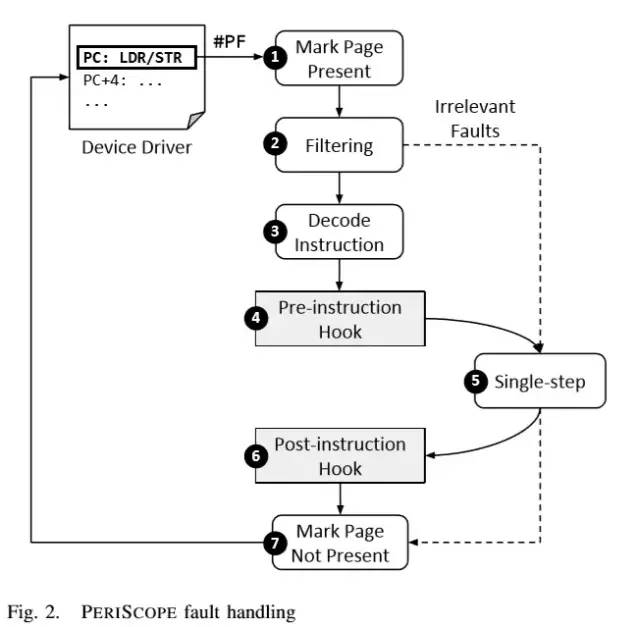 PC: LDR/STR
PC+4: ...
...
Device Driver
#PF
1
Mark Page
Present
2
Filtering
Irrelevant
Faults
3
Decode
Instruction
4
Pre-instruction
Hook
5
Single-step
6
Post-instruction
Hook
7
Mark Page
Not Present
Fig. 2. PERISCOPE fault handling